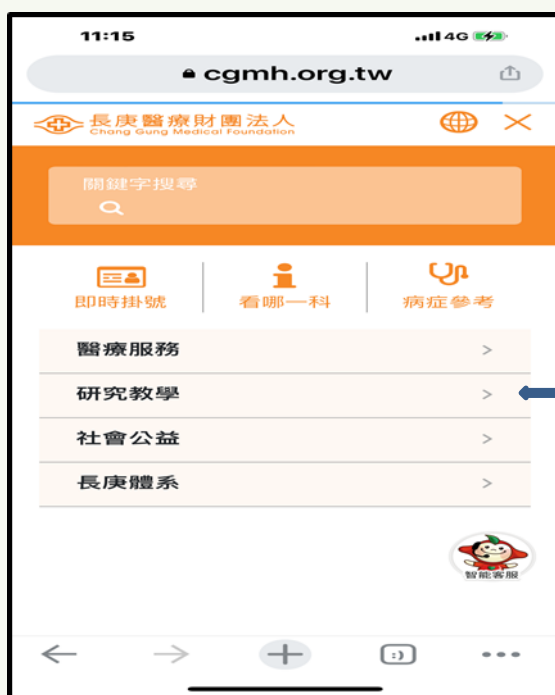 11:15
4G
cgmh.org.tw
長庚醫療財團法人
Chang Gung Medical Foundation
關鍵字搜尋
即時掛號
看哪一科
病症參考
醫療服務 >
研究教學 >
社會公益 >
長庚體系 >
智能客服
:)